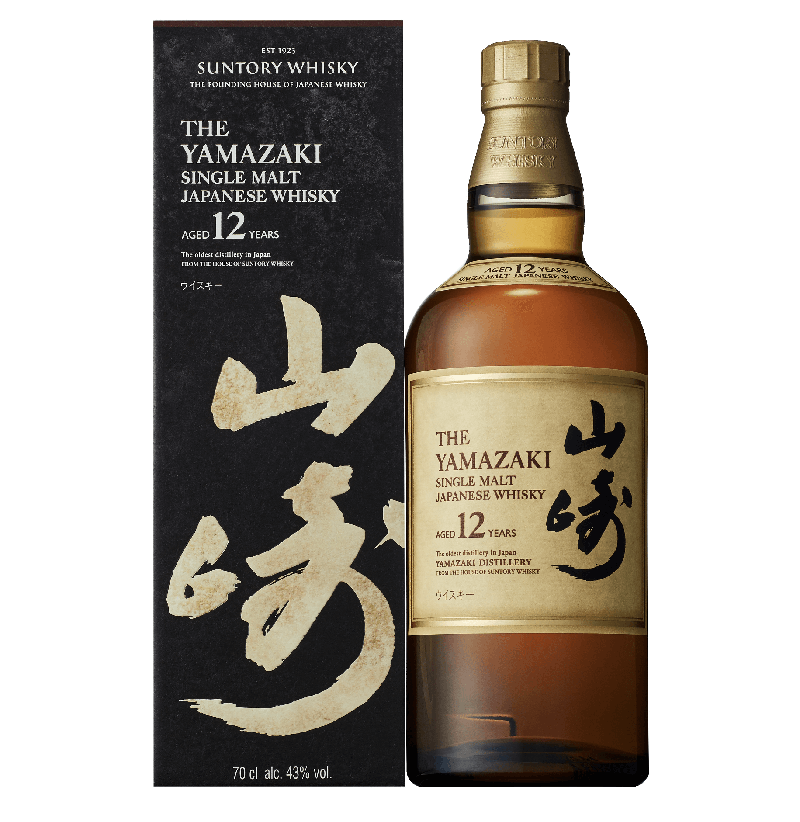 EST 1923
SUNTORY WHISKY
THE FOUNDING HOUSE OF JAPANESE WHISKY
THE
YAMAZAKI
SINGLE MALT
JAPANESE WHISKY
AGED 12 YEARS
The oldest distillery in Japan
FROM THE HOUSE OF SUNTORY WHISKY
ウイスキー
山崎
70 cl alc. 43% vol.
SUNTORY
WHISKY
AGED 12 YEARS
SINGLE MALT JAPANESE WHISKY
THE
YAMAZAKI
SINGLE MALT
JAPANESE WHISKY
AGED 12 YEARS
The oldest distillery in Japan
YAMAZAKI DISTILLERY
FROM THE HOUSE OF SUNTORY WHISKY
ウイスキー
山崎